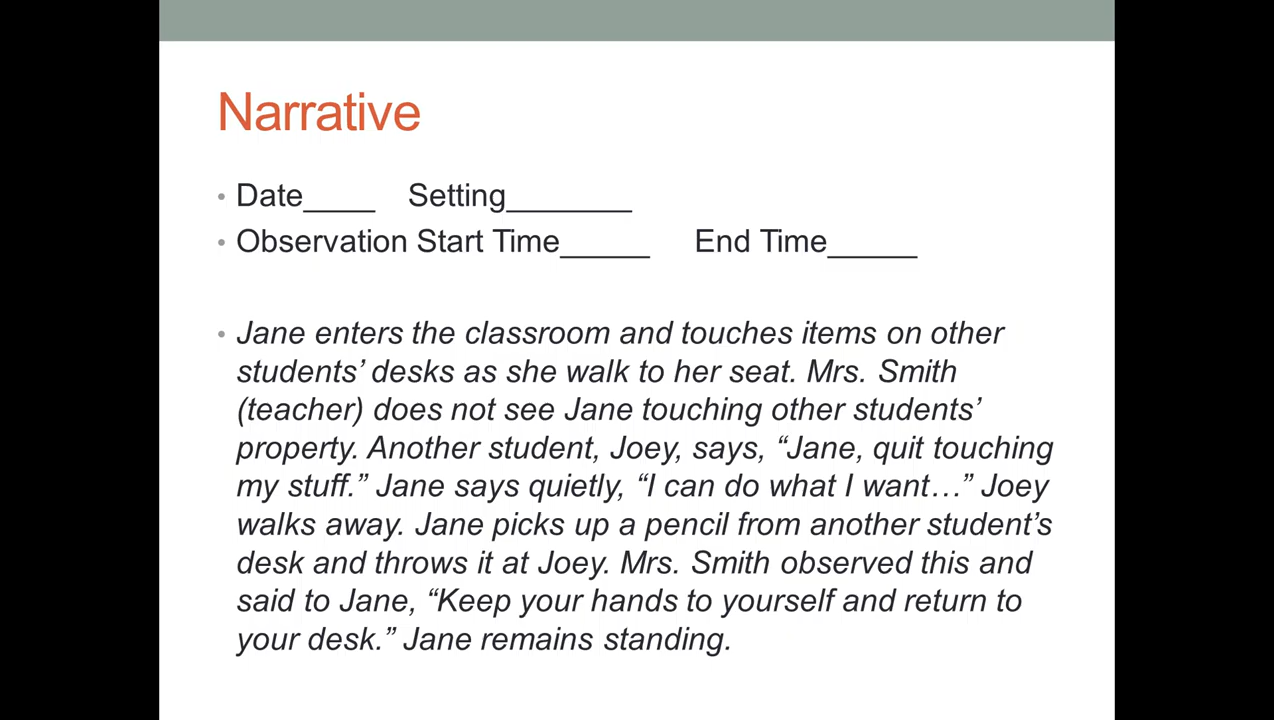 Narrative
• Date____ Setting_______
• Observation Start Time_____ End Time_____
• Jane enters the classroom and touches items on other
students’ desks as she walk to her seat. Mrs. Smith
(teacher) does not see Jane touching other students’
property. Another student, Joey, says, “Jane, quit touching
my stuff.” Jane says quietly, “I can do what I want…” Joey
walks away. Jane picks up a pencil from another student’s
desk and throws it at Joey. Mrs. Smith observed this and
said to Jane, “Keep your hands to yourself and return to
your desk.” Jane remains standing.